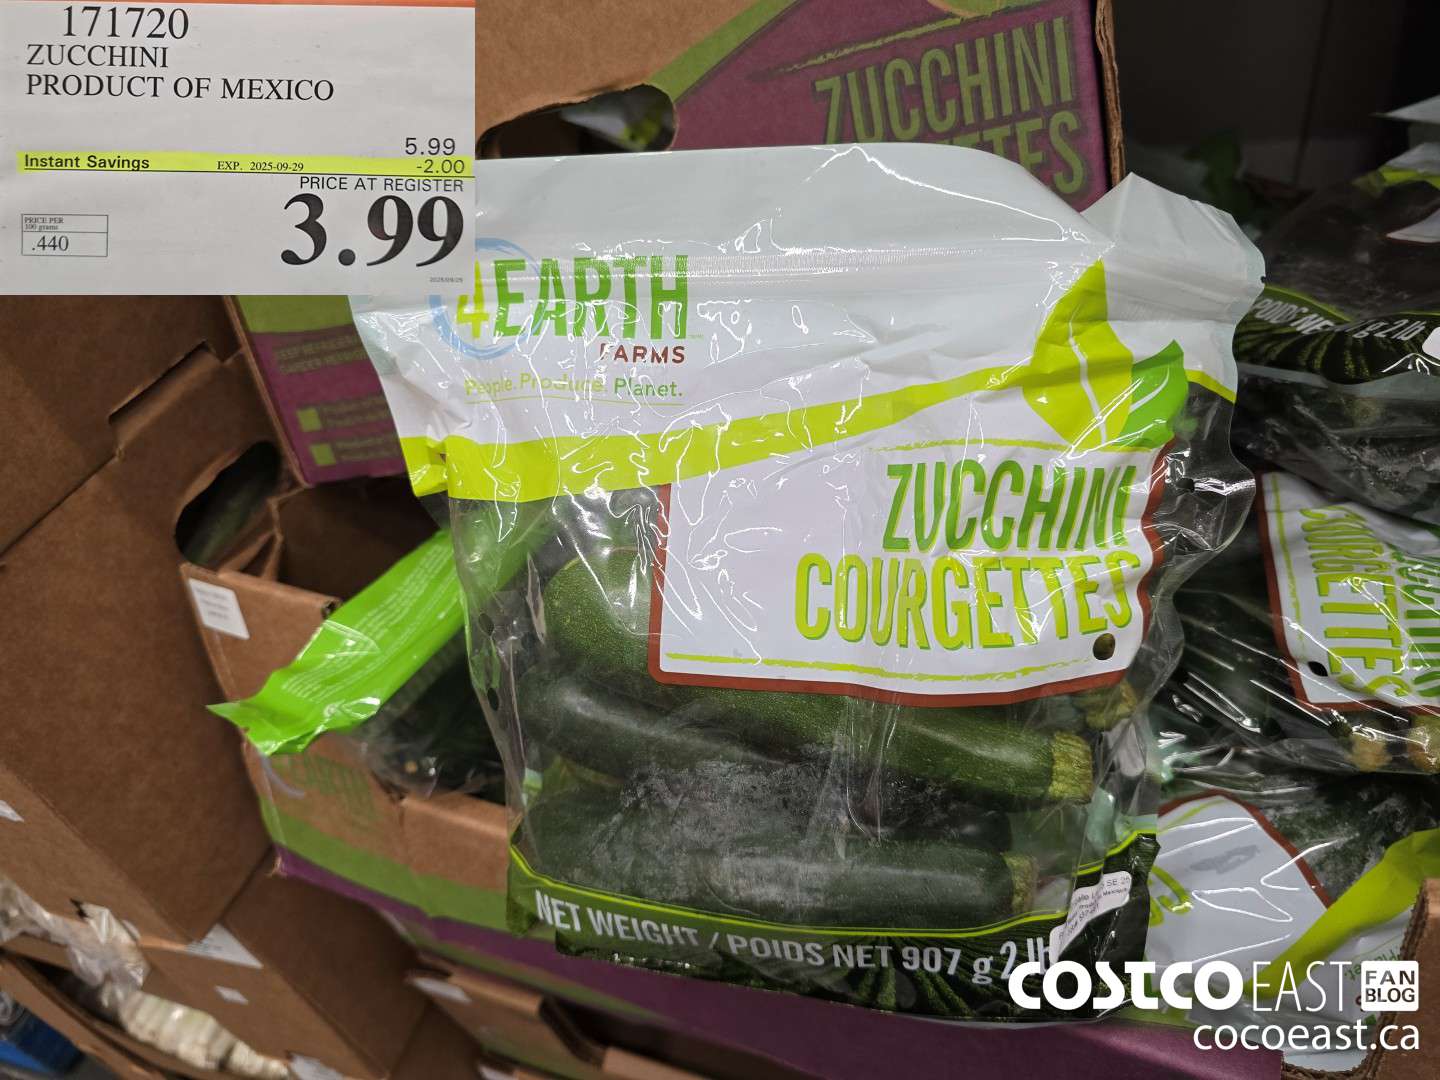 171720
ZUCCHINI
PRODUCT OF MEXICO
5.99
Instant Savings EXP. 2025-09-29 -2.00
PRICE AT REGISTER
3.99
PRICE PER
100 grams
.440
ZUCCHINI
4EARTH
FARMS
People. Produce. Planet.
ZUCCHINI
COURGETTES
NET WEIGHT / POIDS NET 907 g 2 lb
COURGETTES
ZUCCHINI
COSTCO EAST FAN BLOG
cocoeast.ca